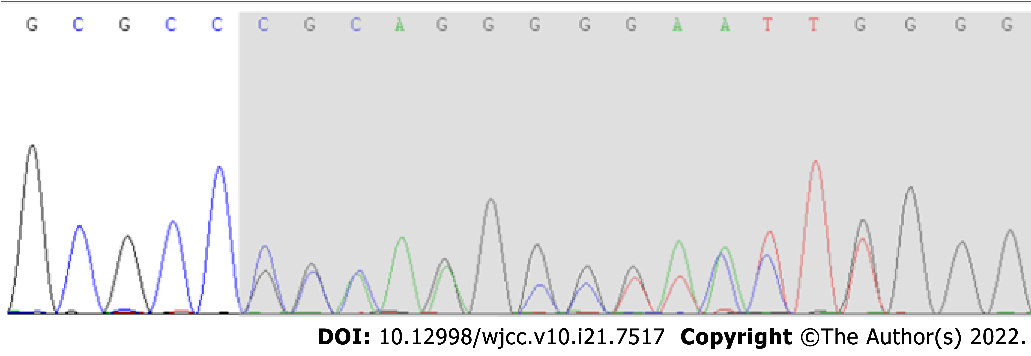 G C G C C C G C A G G G G G A A T T G G G G
DOI: 10.12998/wjcc.v10.i21.7517 Copyright ©The Author(s) 2022.